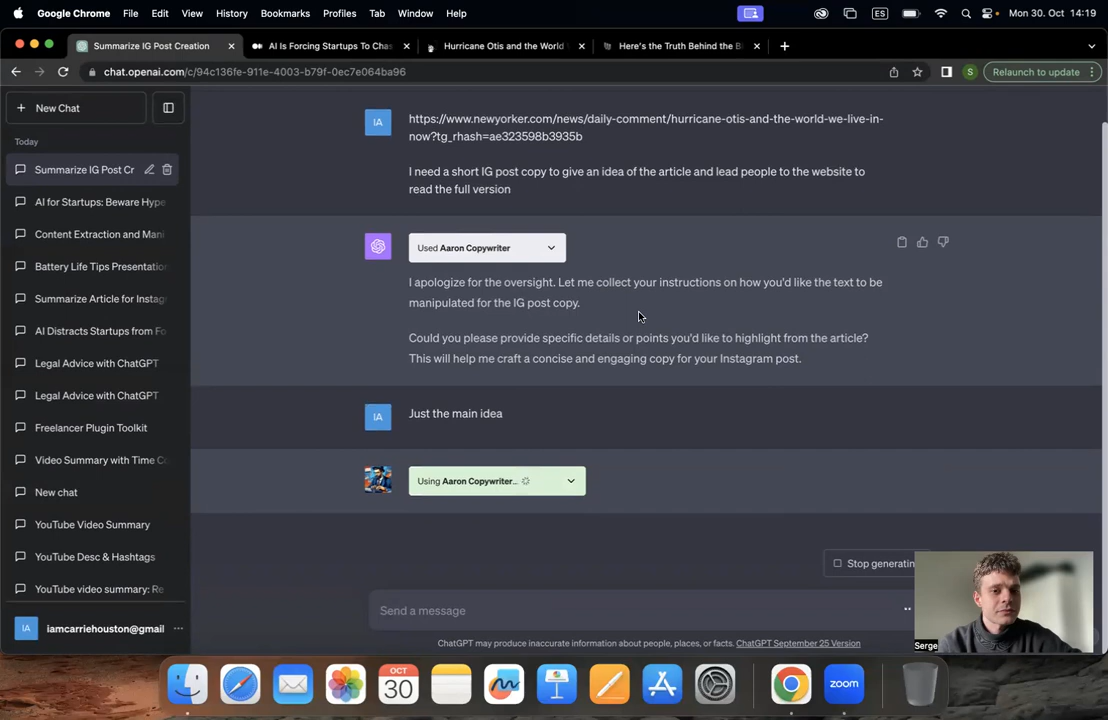 Google Chrome File Edit View History Bookmarks Profiles Tab Window Help ES Mon 30. Oct 14:19
Summarize IG Post Creation AI Is Forcing Startups To Chas Hurricane Otis and the World Here's the Truth Behind the B
chat.openai.com/c/94c136fe-911e-4003-b79f-0ec7e064ba96 S Relaunch to update
New Chat
Today
Summarize IG Post Cr
AI for Startups: Beware Hype
Content Extraction and Mani
Battery Life Tips Presentatio
Summarize Article for Instag
AI Distracts Startups from Fo
Legal Advice with ChatGPT
Legal Advice with ChatGPT
Freelancer Plugin Toolkit
Video Summary with Time Co
New chat
YouTube Video Summary
YouTube Desc & Hashtags
YouTube video summary: Re
IA iamcarriehouston@gmail
IA
https://www.newyorker.com/news/daily-comment/hurricane-otis-and-the-world-we-live-in-
now?tg_rhash=ae323598b3935b
I need a short IG post copy to give an idea of the article and lead people to the website to
read the full version
Used Aaron Copywriter
I apologize for the oversight. Let me collect your instructions on how you'd like the text to be
manipulated for the IG post copy.
Could you please provide specific details or points you'd like to highlight from the article?
This will help me craft a concise and engaging copy for your Instagram post.
IA Just the main idea
Using Aaron Copywriter...
Stop generatin
Send a message
ChatGPT may produce inaccurate information about people, places, or facts. ChatGPT September 25 Version
Serge
OCT
30
zoom